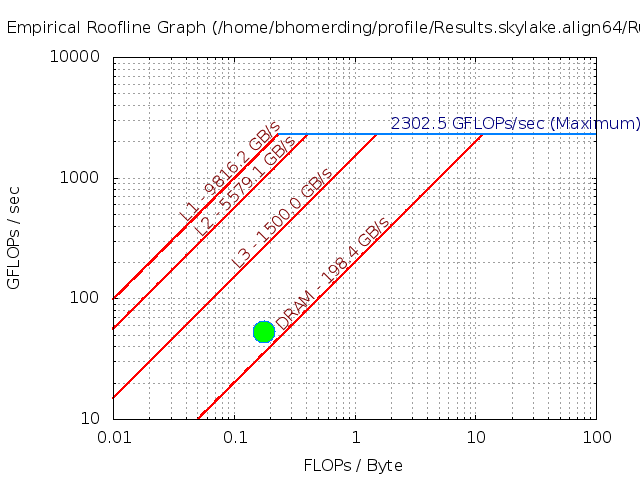 Empirical Roofline Graph (/home/bhomerding/profile/Results.skylake.align64/R
10000
1000
100
10
GFLOPs / sec
2302.5 GFLOPs/sec (Maximum)
L1 - 9816.2 GB/s
L2 - 5579.1 GB/s
L3 - 1500.0 GB/s
DRAM - 198.4 GB/s
0.01 0.1 1 10 100
FLOPs / Byte